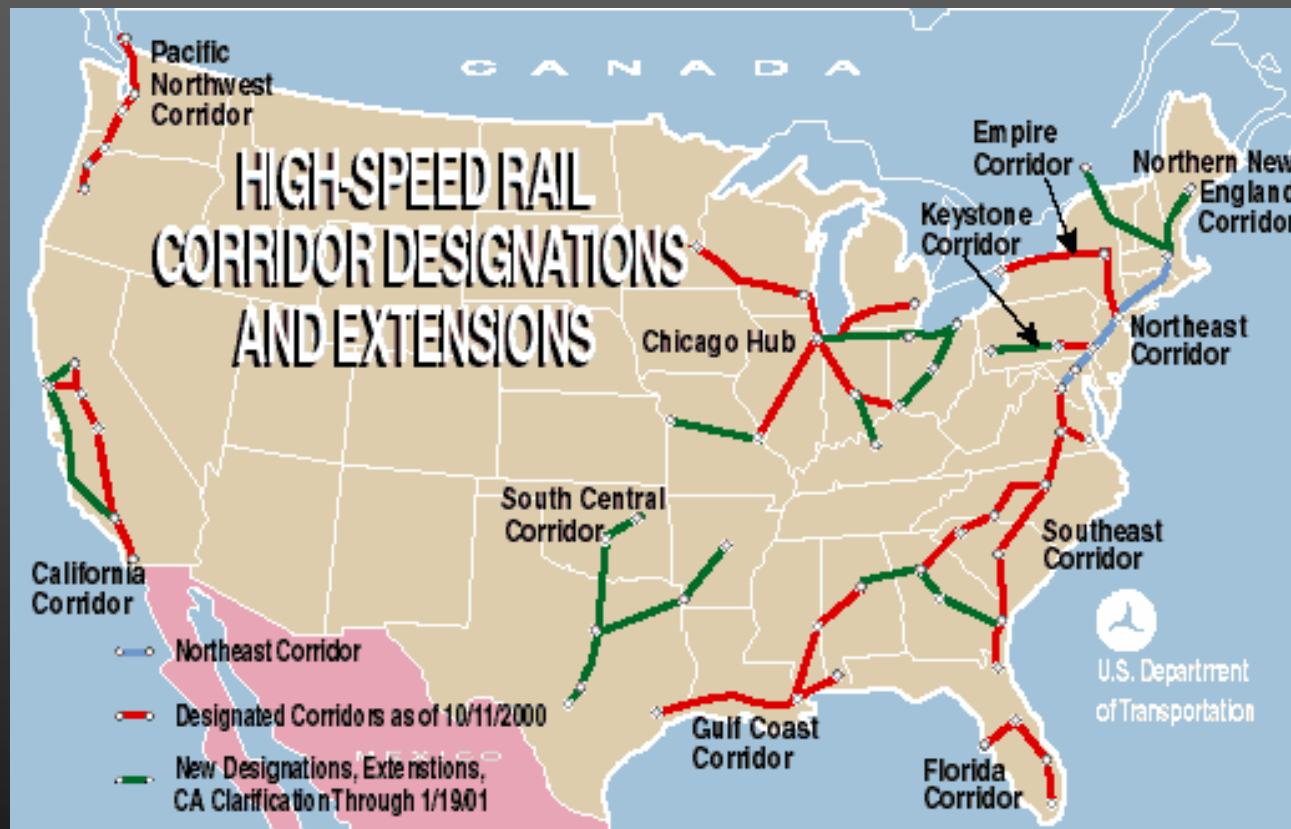 CANADA
Pacific
Northwest
Corridor
HIGH-SPEED RAIL
CORRIDOR DESIGNATIONS
AND EXTENSIONS
Empire
Corridor
Northern New
England
Corridor
Keystone
Corridor
Chicago Hub
Northeast
Corridor
South Central
Corridor
Southeast
Corridor
California
Corridor
Northeast Corridor
Designated Corridors as of 10/11/2000
MEXICO
New Designations, Extenstions,
CA Clarification Through 1/19/01
Gulf Coast
Corridor
Florida
Corridor
U.S. Department
of Transportation